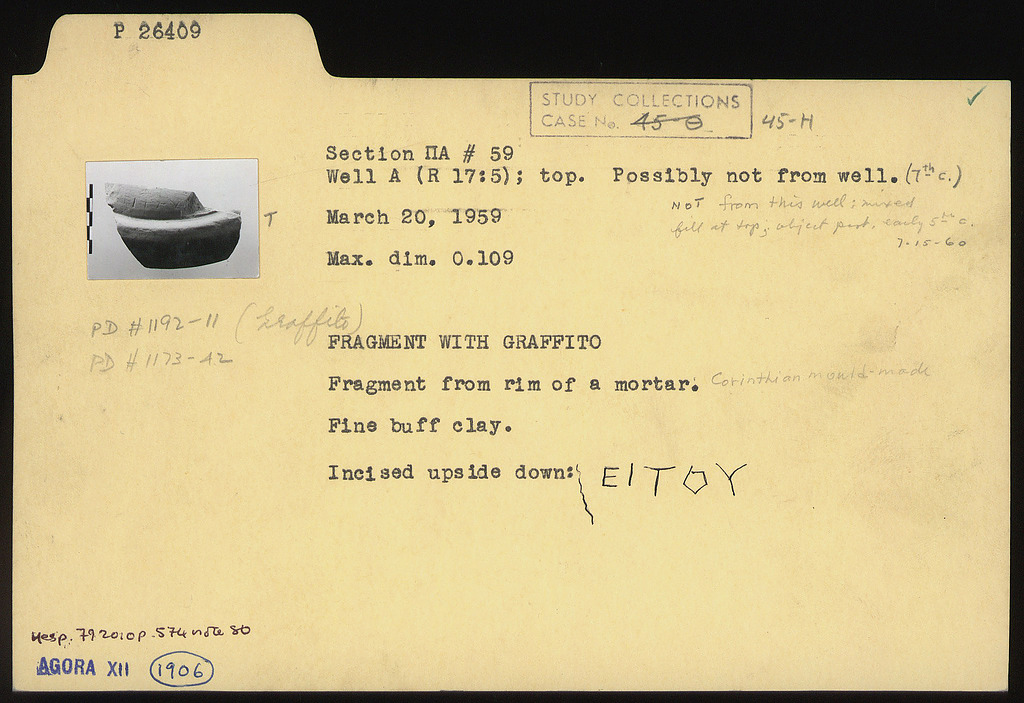 P 26409
STUDY COLLECTIONS
CASE No. 45-G 45-H
Section ΠΑ # 59
Well A (R 17:5); top. Possibly not from well. (7th c.)
NOT from this well; mixed
fill at top; object prob. early 5th c.
7-15-60
March 20, 1959
T
Max. dim. 0.109
PD #1192-11 (Graffito)
PD #1173-42
FRAGMENT WITH GRAFFITO
Fragment from rim of a mortar. Corinthian mould-made
Fine buff clay.
Incised upside down: ΕΙΤΟΥ
Hesp. 79 2010 p. 574 note 80
AGORA XII 1906